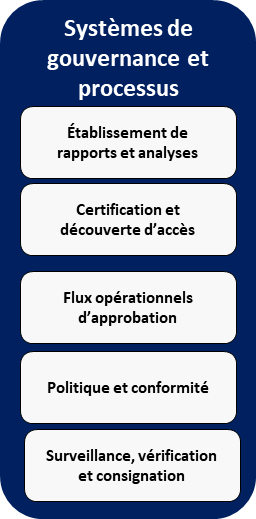 Systèmes de
gouvernance et
processus
Établissement de
rapports et analyses
Certification et
découverte d’accès
Flux opérationnels
d’approbation
Politique et conformité
Surveillance, vérification
et consignation